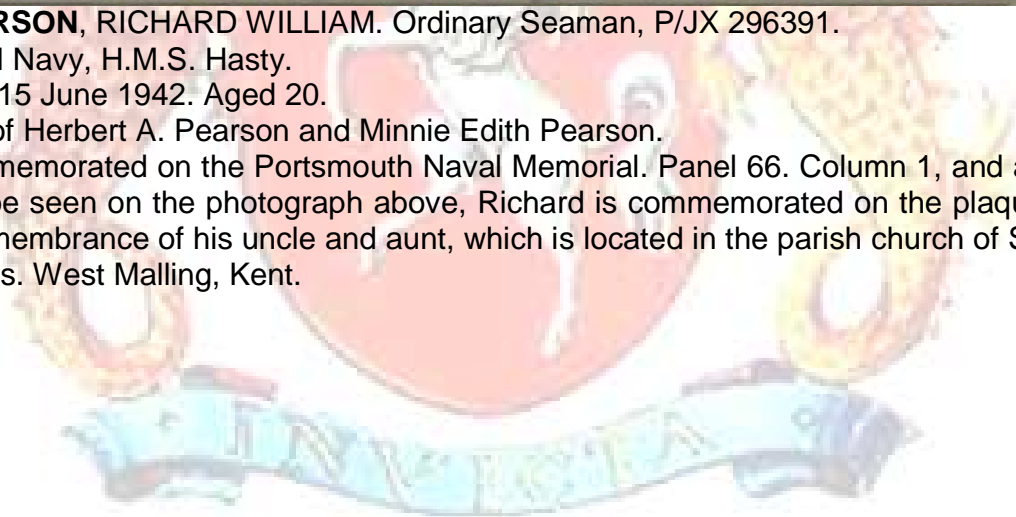 RSON, RICHARD WILLIAM. Ordinary Seaman, P/JX 296391.
Navy, H.M.S. Hasty.
15 June 1942. Aged 20.
of Herbert A. Pearson and Minnie Edith Pearson.
memorated on the Portsmouth Naval Memorial. Panel 66. Column 1, and a
be seen on the photograph above, Richard is commemorated on the plaqu
membrance of his uncle and aunt, which is located in the parish church of S
s. West Malling, Kent.
INVICTA